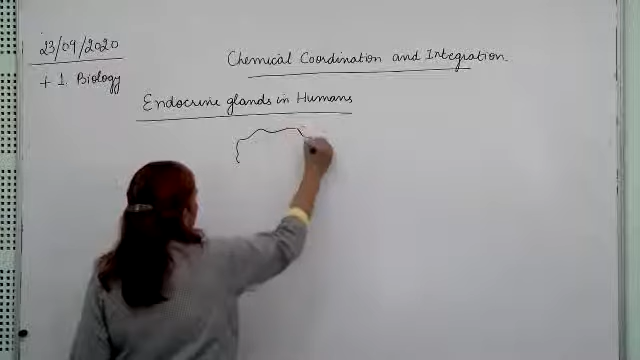 23/09/2020
Chemical Coordination and Integration.
+ 1. Biology
Endocrine glands in Humans